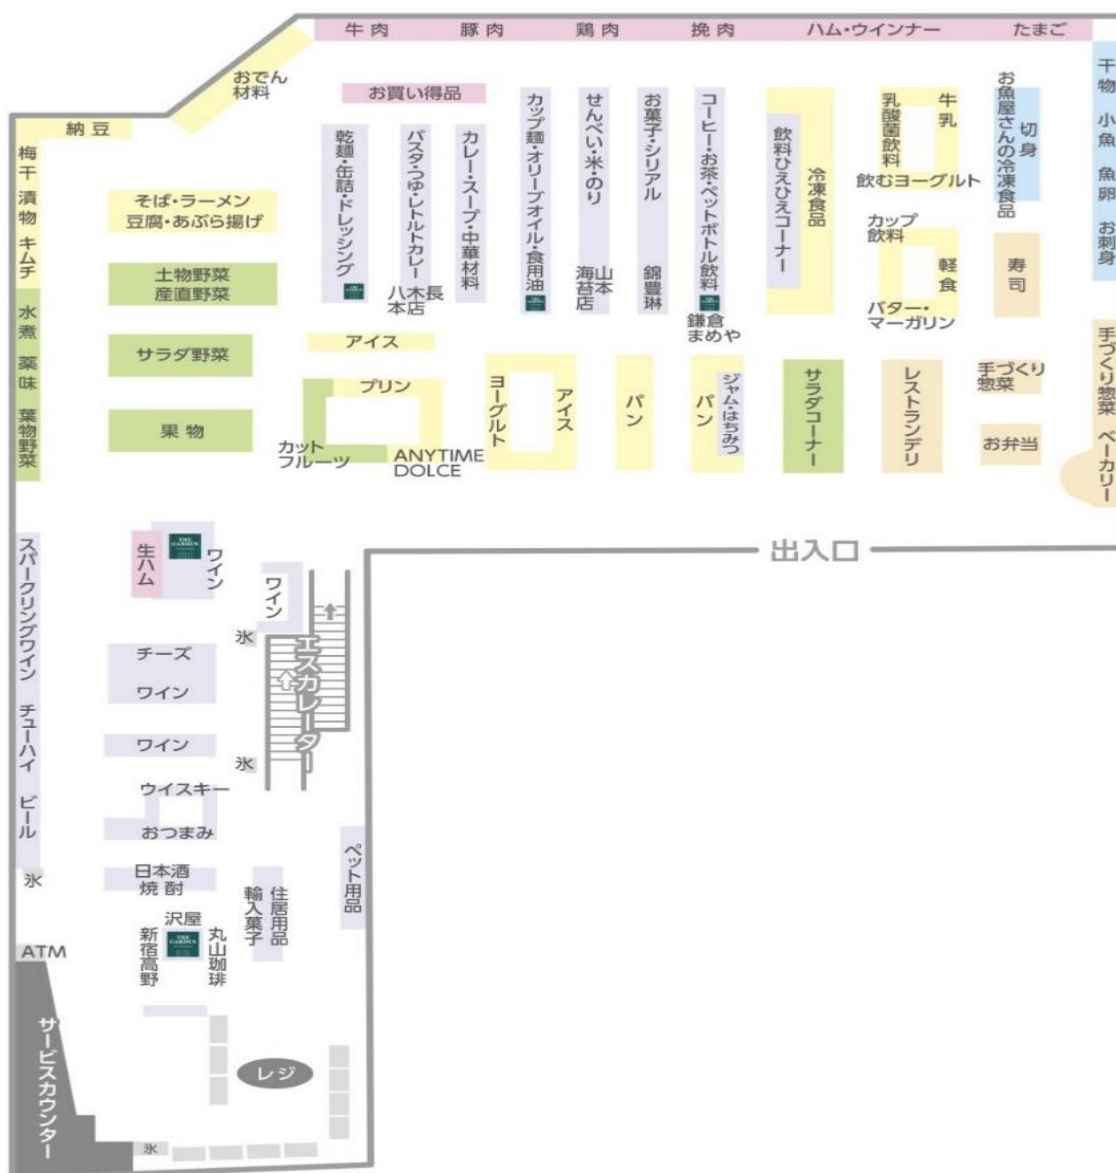 牛肉
豚肉
鶏肉
挽肉
ハム・ウインナー
たまご
おでん
材料
納豆
梅干
漬物
キムチ
水煮
薬味
葉物野菜
そば・ラーメン
豆腐・あぶら揚げ
土物野菜
産直野菜
サラダ野菜
果物
お買い得品
乾麺・缶詰・ドレッシング
パスタ・つゆ・レトルトカレー
八木長
本店
カレー・スープ・中華材料
カップ麺・オリーブオイル・食用油
せんべい・米・のり
山本
海苔店
お菓子・シリアル
錦豊琳
コーヒー・お茶・ペットボトル飲料
鎌倉
まめや
飲料ひえひえコーナー
冷凍食品
乳酸菌飲料
牛乳
飲むヨーグルト
カップ
飲料
軽食
バター・
マーガリン
お魚屋さんの冷凍食品
切身
寿司
干物
小魚
魚卵
お刺身
アイス
プリン
カット
フルーツ
ANYTIME
DOLCE
ヨーグルト
アイス
パン
パン
ジャム・はちみつ
サラダコーナー
レストランデリ
手づくり
惣菜
お弁当
手づくり惣菜
ベーカリー
出入口
スパークリングワイン
チューハイ
ビール
氷
生ハム
THE
GARDEN
ワイン
ワイン
氷
エスカレーター
チーズ
ワイン
ワイン
氷
ウイスキー
おつまみ
日本酒
焼酎
沢屋
新宿高野
THE
GARDEN
丸山珈琲
輸入菓子
住居用品
ペット用品
ATM
サービスカウンター
レジ
氷